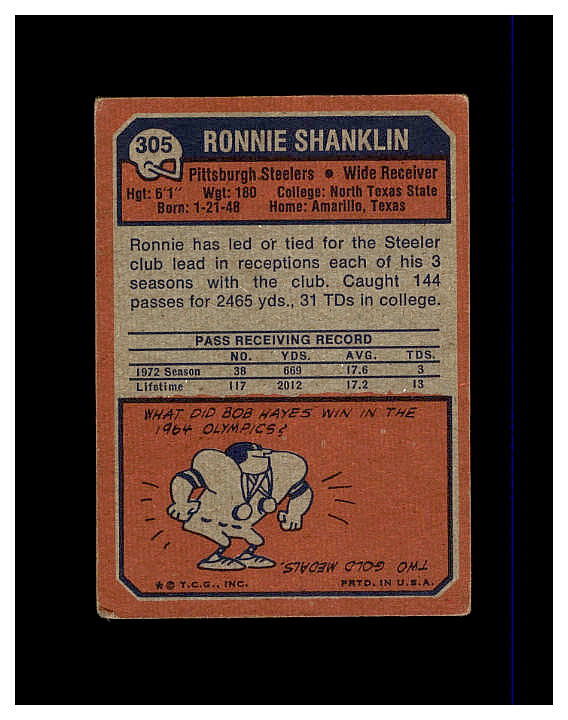 305 RONNIE SHANKLIN
Pittsburgh Steelers • Wide Receiver
Hgt: 6'1" Wgt: 180 College: North Texas State
Born: 1-21-48 Home: Amarillo, Texas
Ronnie has led or tied for the Steeler
club lead in receptions each of his 3
seasons with the club. Caught 144
passes for 2465 yds., 31 TDs in college.
PASS RECEIVING RECORD
NO. YDS. AVG. TDS.
1972 Season 38 669 17.6 3
Lifetime 117 2012 17.2 13
WHAT DID BOB HAYES WIN IN THE
1964 OLYMPICS?
TWO GOLD MEDALS.
*© T.C.G., INC. PRTD. IN U.S.A.